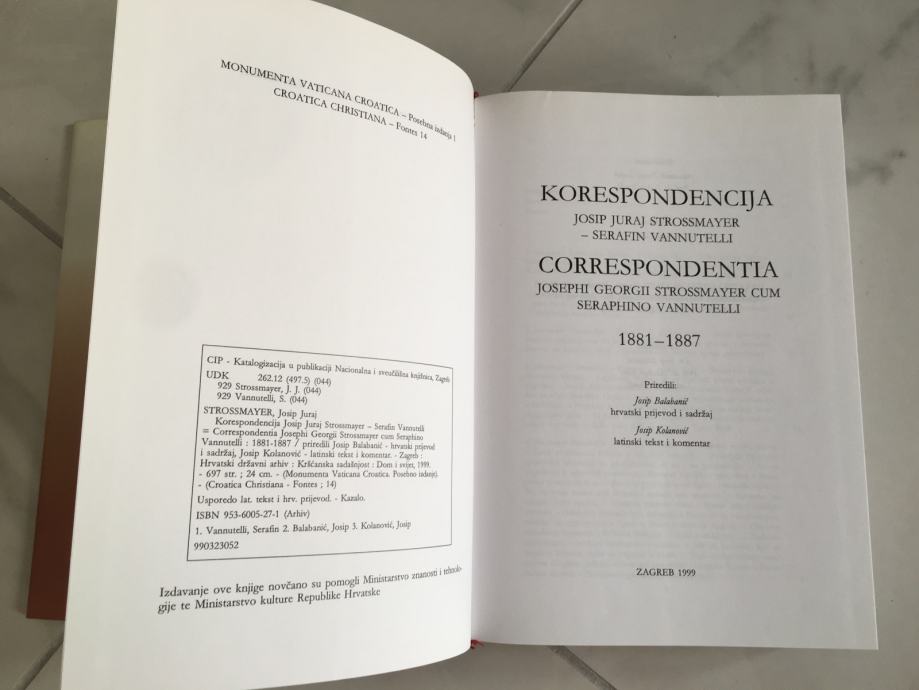 MONUMENTA VATICANA CROATICA – Posebna izdanja 1
CROATICA CHRISTIANA – Fontes 14
CIP - Katalogizacija u publikaciji Nacionalna i sveučilišna knjižnica, Zagreb
UDK 262.12 (497.5) (044)
929 Strossmayer, J. J. (044)
929 Vannutelli, S. (044)
STROSSMAYER, Josip Juraj
Korespondencija Josip Juraj Strossmayer – Serafin Vannutelli
= Correspondentia Josephi Georgii Strossmayer cum Seraphino
Vannutelli : 1881-1887 / priredili Josip Balabanić - hrvatski prijevod
i sadržaj, Josip Kolanović - latinski tekst i komentar. - Zagreb :
Hrvatski državni arhiv : Kršćanska sadašnjost : Dom i svijet, 1999.
- 697 str. ; 24 cm. - (Monumenta Vaticana Croatica. Posebno izdanje).
- (Croatica Christiana - Fontes ; 14)
Usporedo lat. tekst i hrv. prijevod. - Kazalo.
ISBN 953-6005-27-1 (Arhiv)
1. Vannutelli, Serafin 2. Balabanić, Josip 3. Kolanović, Josip
990323052
Izdavanje ove knjige novčano su pomogli Ministarstvo znanosti i tehnolo-
gije te Ministarstvo kulture Republike Hrvatske
KORESPONDENCIJA
JOSIP JURAJ STROSSMAYER
– SERAFIN VANNUTELLI
CORRESPONDENTIA
JOSEPHI GEORGII STROSSMAYER CUM
SERAPHINO VANNUTELLI
1881–1887
Priredili:
Josip Balabanić
hrvatski prijevod i sadržaj
Josip Kolanović
latinski tekst i komentar
ZAGREB 1999